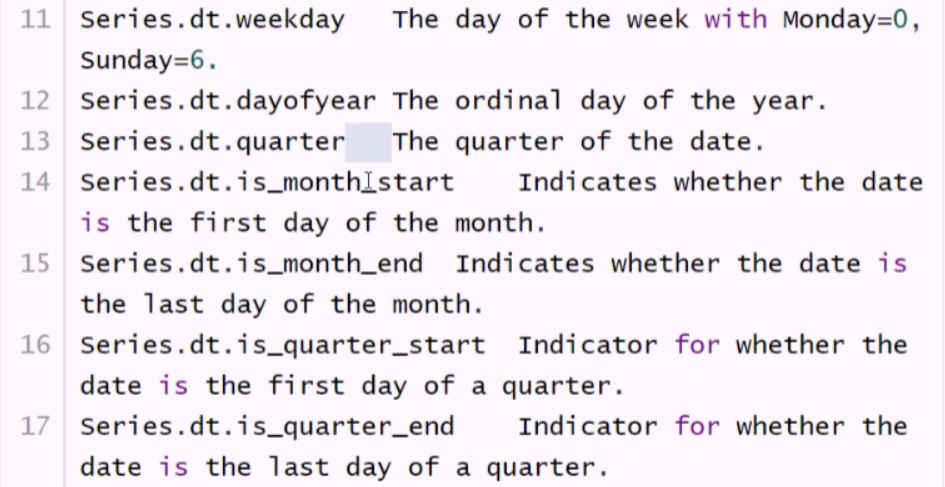 11 Series.dt.weekday The day of the week with Monday=0,
Sunday=6.
12 Series.dt.dayofyear The ordinal day of the year.
13 Series.dt.quarter The quarter of the date.
14 Series.dt.is_month_start Indicates whether the date
is the first day of the month.
15 Series.dt.is_month_end Indicates whether the date is
the last day of the month.
16 Series.dt.is_quarter_start Indicator for whether the
date is the first day of a quarter.
17 Series.dt.is_quarter_end Indicator for whether the
date is the last day of a quarter.